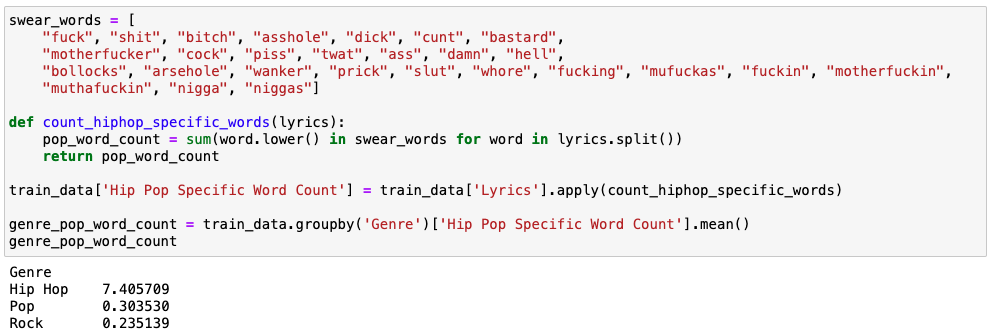 swear_words = [
    "fuck", "shit", "bitch", "asshole", "dick", "cunt", "bastard",
    "motherfucker", "cock", "piss", "twat", "ass", "damn", "hell",
    "bollocks", "arsehole", "wanker", "prick", "slut", "whore", "fucking", "mufuckas", "fuckin", "motherfuckin",
    "muthafuckin", "nigga", "niggas"]
def count_hiphop_specific_words(lyrics):
    pop_word_count = sum(word.lower() in swear_words for word in lyrics.split())
    return pop_word_count
train_data['Hip Pop Specific Word Count'] = train_data['Lyrics'].apply(count_hiphop_specific_words)
genre_pop_word_count = train_data.groupby('Genre')['Hip Pop Specific Word Count'].mean()
genre_pop_word_count
Genre
Hip Hop    7.405709
Pop        0.303530
Rock       0.235139